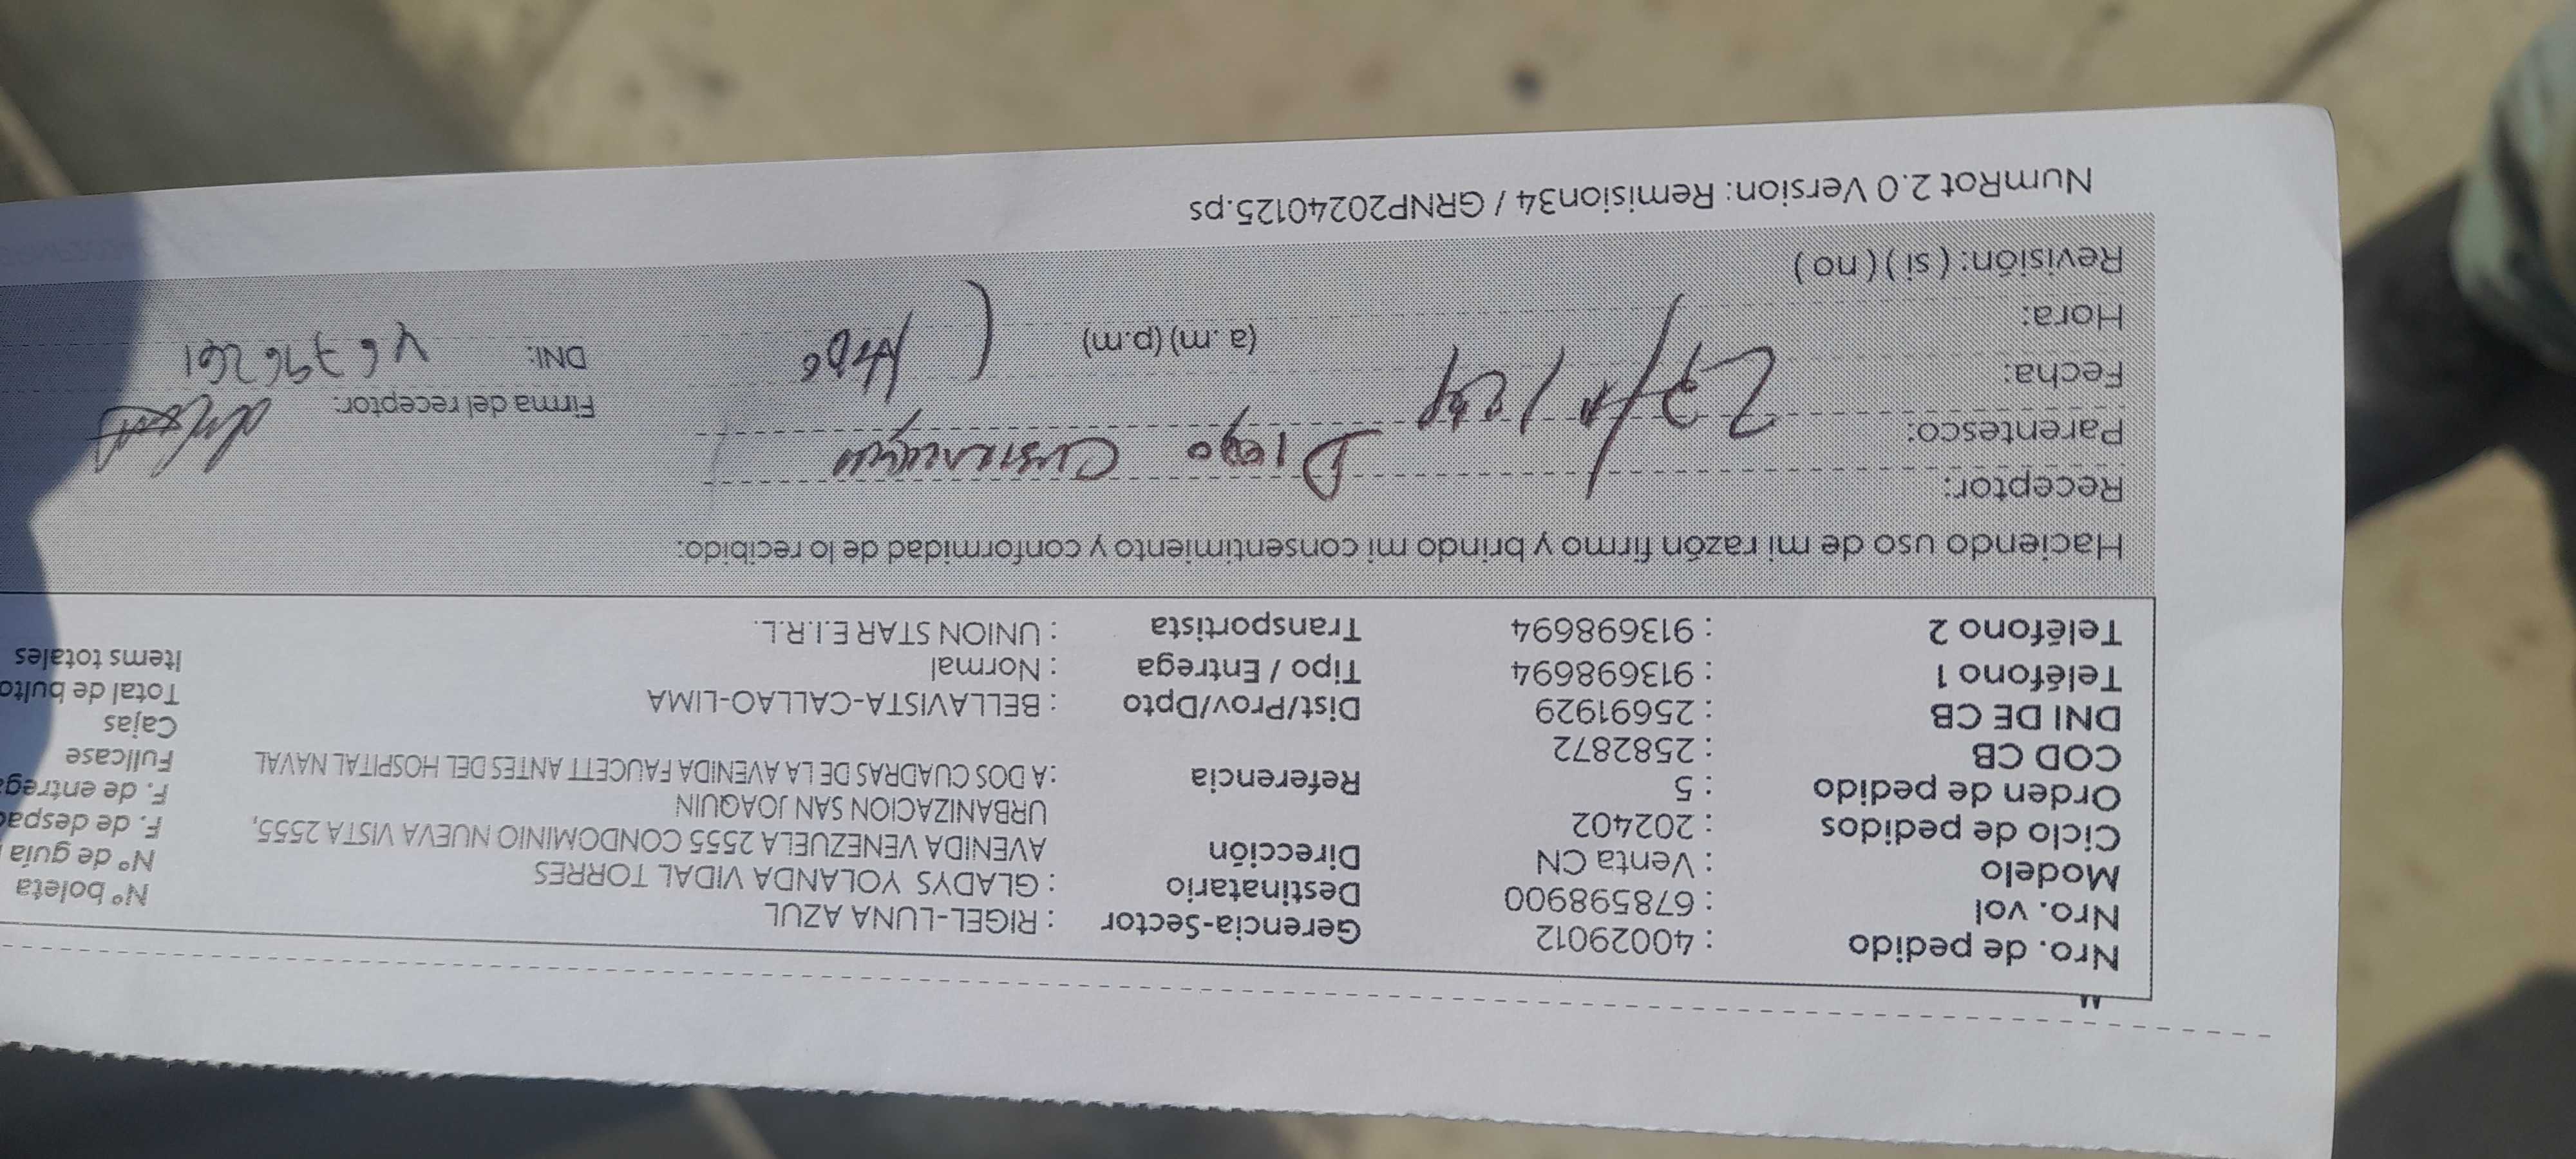 Nro. de pedido : 40029012 Gerencia-Sector : RIGEL-LUNA AZUL Nº boleta
Nro. vol : 678598900 Destinatario : GLADYS YOLANDA VIDAL TORRES Nº de guía
Modelo : Venta CN Dirección AVENIDA VENEZUELA 2555 CONDOMINIO NUEVA VISTA 2555, F. de despac
Ciclo de pedidos : 202402 URBANIZACION SAN JOAQUIN F. de entrega
Orden de pedido : 5 Referencia : A DOS CUADRAS DE LA AVENIDA FAUCETT ANTES DEL HOSPITAL NAVAL Fullcase
COD CB : 2582872 Cajas
DNI DE CB : 25691929 Dist/Prov/Dpto : BELLAVISTA-CALLAO-LIMA Total de bulto
Teléfono 1 : 913698694 Tipo / Entrega : Normal Items totales
Teléfono 2 : 913698694 Transportista : UNION STAR E.I.R.L.
Haciendo uso de mi razón firmo y brindo mi consentimiento y conformidad de lo recibido:
Receptor: Diego
Parentesco: Firma del receptor:
Fecha: DNI: 46796261
Hora: (a.m) (p.m)
Revisión: ( si ) ( no )
NumRot 2.0 Version: Remision34 / GRNP20240125.ps